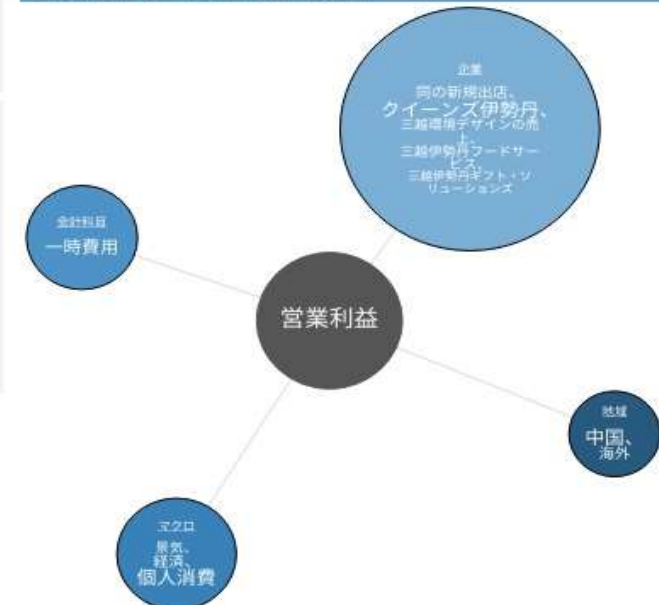 企業
同の新規出店、
クイーンズ伊勢丹、
三越環境デザインの売
上、
三越伊勢丹フードサー
ビス、
三越伊勢丹ギフト・ソ
リューションズ
会計科目
一時費用
営業利益
地域
中国、
海外
マクロ
景気、
経済、
個人消費